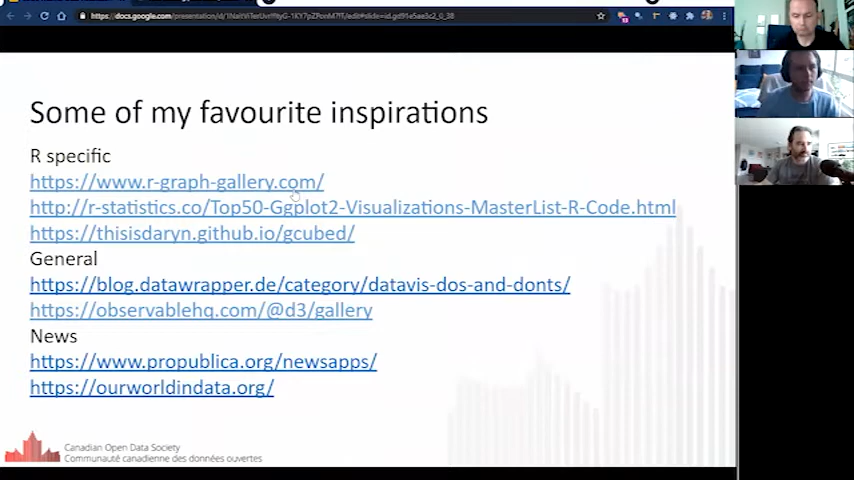 Some of my favourite inspirations
R specific
https://www.r-graph-gallery.com/
http://r-statistics.co/Top50-Ggplot2-Visualizations-MasterList-R-Code.html
https://thisisdaryn.github.io/gcubed/
General
https://blog.datawrapper.de/category/datavis-dos-and-donts/
https://observablehq.com/@d3/gallery
News
https://www.propublica.org/newsapps/
https://ourworldindata.org/
Canadian Open Data Society
Communauté canadienne des données ouvertes